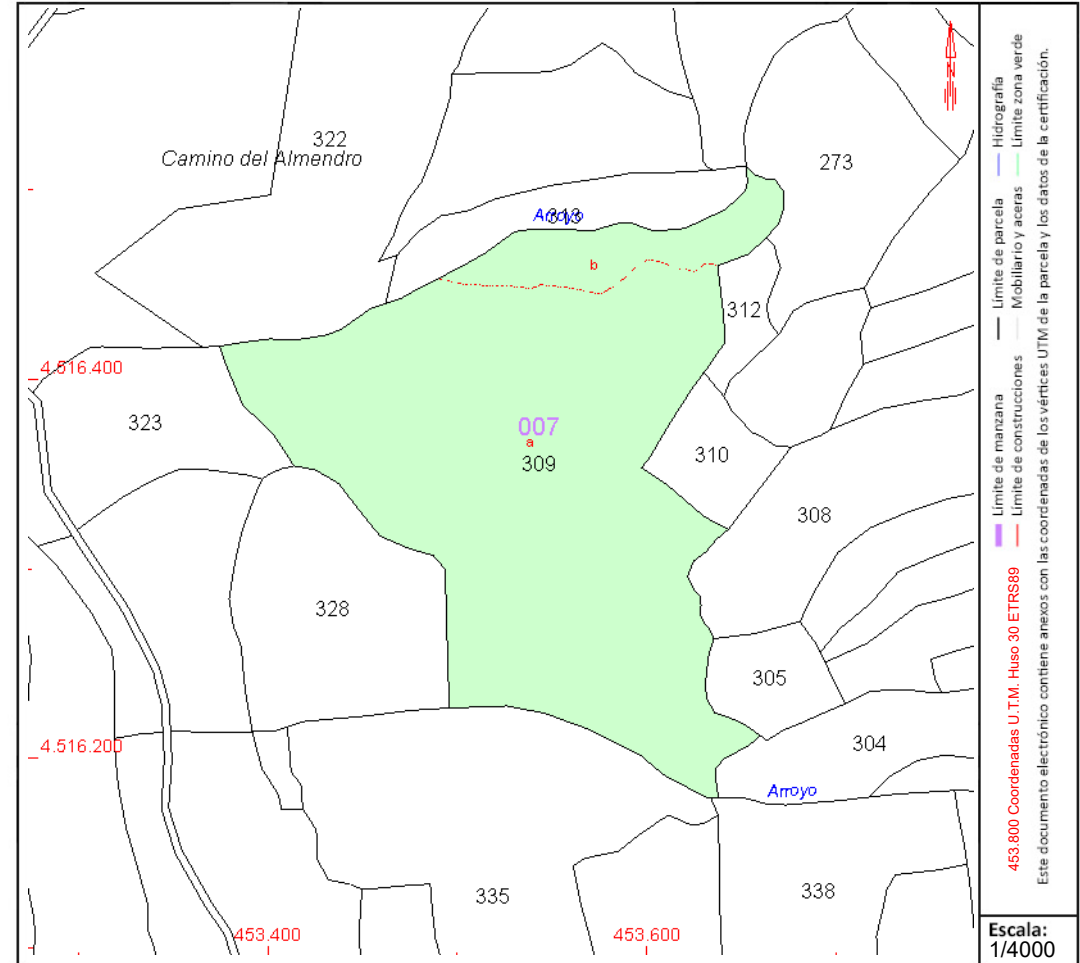 322
Camino del Almendro
273
313
Arroyo
b
312
4.516.400
323
007
a
309
310
308
328
305
4.516.200
304
Arroyo
335
338
453.400
453.600
N
Límite de manzana
Límite de parcela
Hidrografía
Límite de construcciones
Mobiliario y aceras
Límite zona verde
453.800 Coordenadas U.T.M. Huso 30 ETRS89
Este documento electrónico contiene anexos con las coordenadas de los vértices UTM de la parcela y los datos de la certificación.
Escala:
1/4000